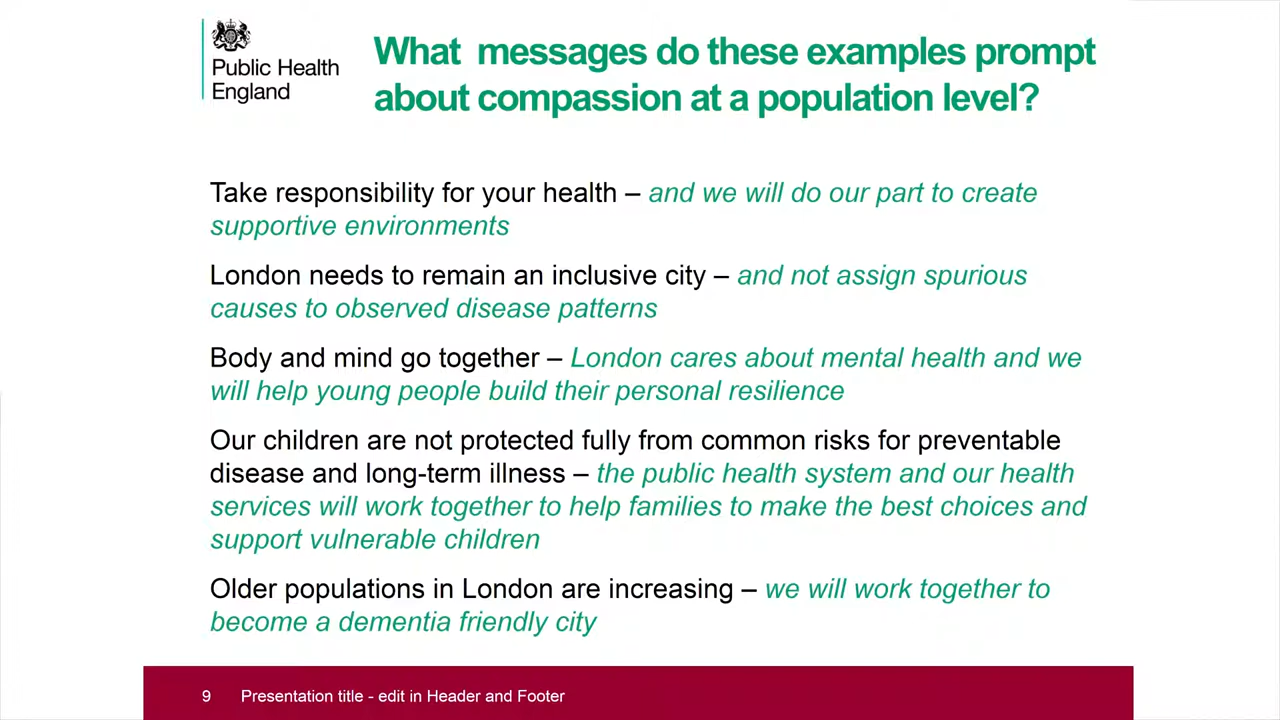 Public Health
England
What messages do these examples prompt
about compassion at a population level?
Take responsibility for your health – and we will do our part to create
supportive environments
London needs to remain an inclusive city – and not assign spurious
causes to observed disease patterns
Body and mind go together – London cares about mental health and we
will help young people build their personal resilience
Our children are not protected fully from common risks for preventable
disease and long-term illness – the public health system and our health
services will work together to help families to make the best choices and
support vulnerable children
Older populations in London are increasing – we will work together to
become a dementia friendly city
9 Presentation title - edit in Header and Footer